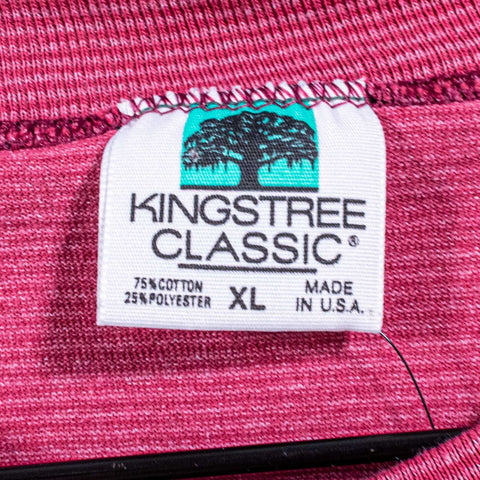 KINGSTREE
CLASSIC®
75% COTTON
25% POLYESTER
XL
MADE
IN U.S.A.